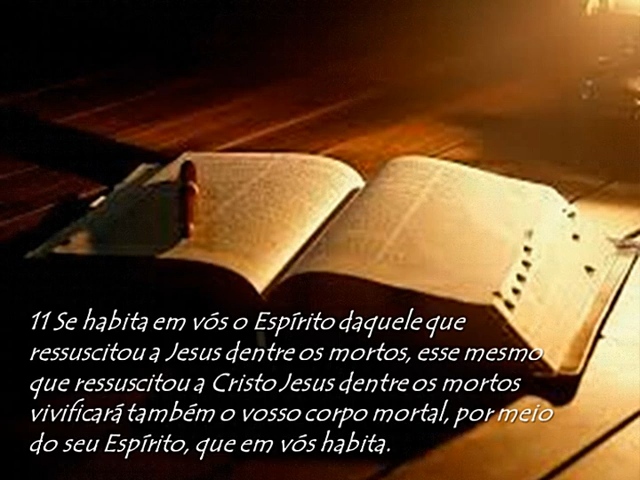 11 Se habita em vós o Espírito daquele que
ressuscitou a Jesus dentre os mortos, esse mesmo
que ressuscitou a Cristo Jesus dentre os mortos
vivificará também o vosso corpo mortal, por meio
do seu Espírito, que em vós habita.